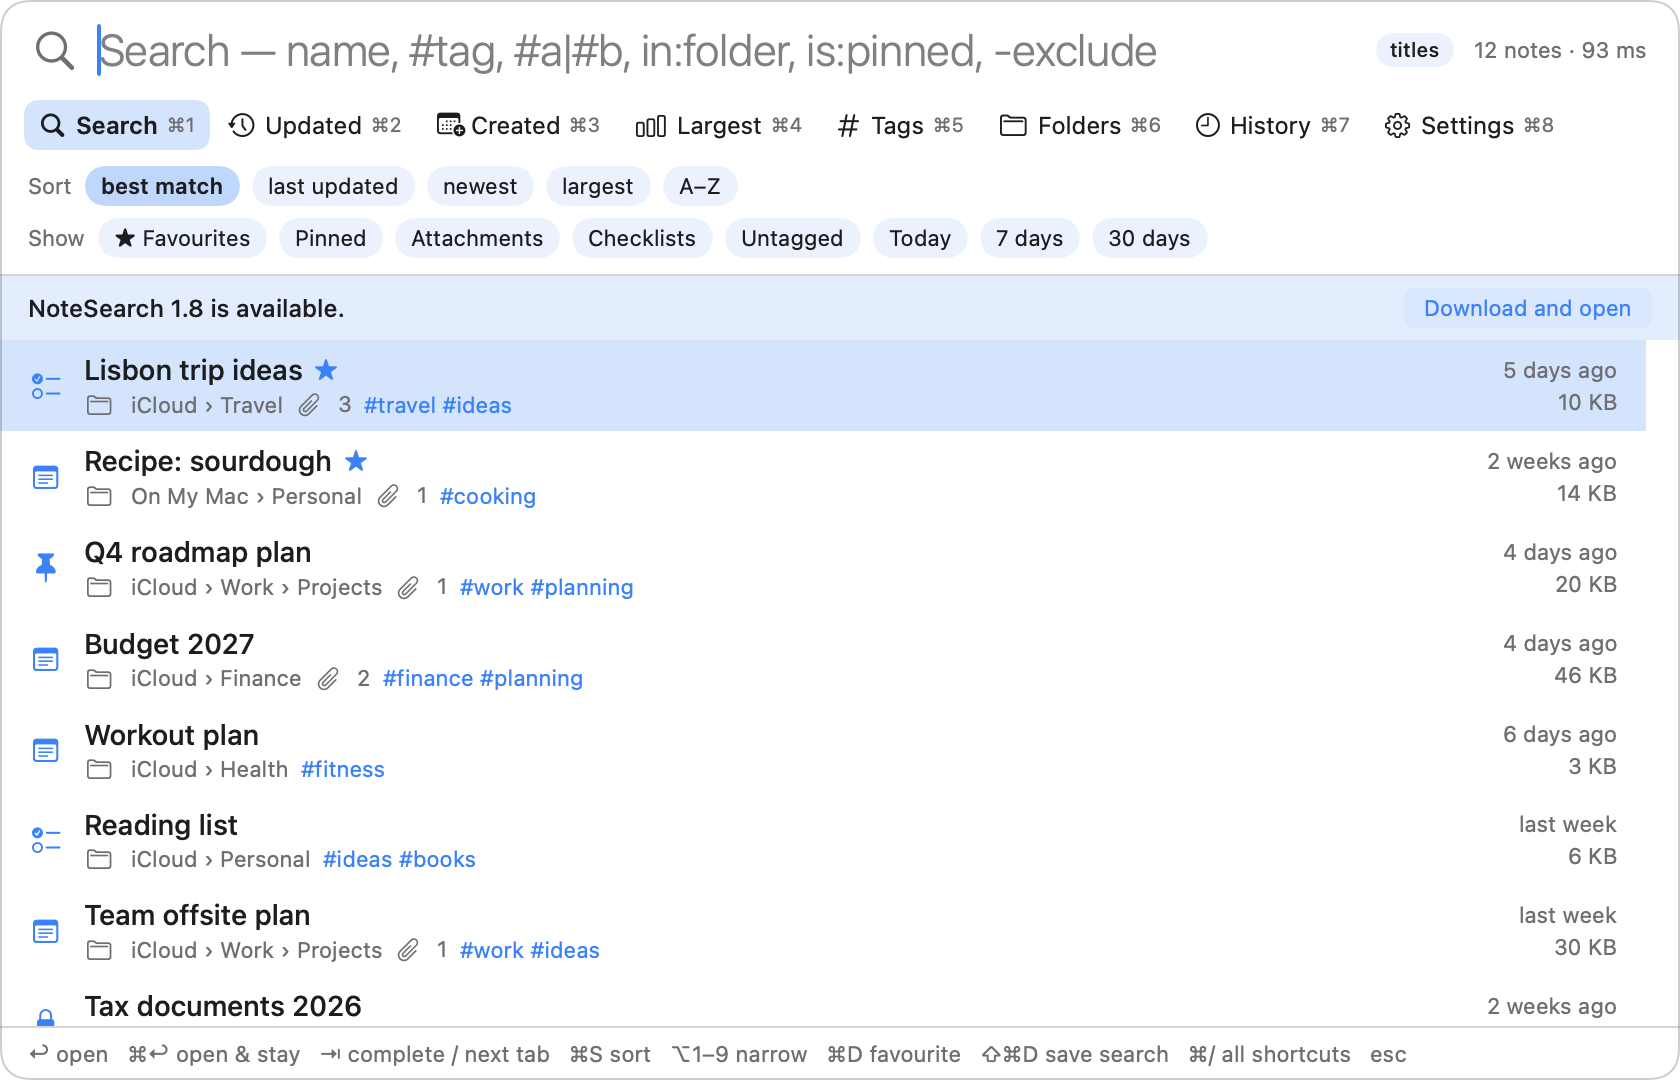 Search — name, #tag, #a|#b, in:folder, is:pinned, -exclude titles 12 notes · 93 ms
Search ⌘1 Updated ⌘2 Created ⌘3 Largest ⌘4 # Tags ⌘5 Folders ⌘6 History ⌘7 Settings ⌘8
Sort best match last updated newest largest A–Z
Show ★ Favourites Pinned Attachments Checklists Untagged Today 7 days 30 days
NoteSearch 1.8 is available. Download and open
Lisbon trip ideas ★ 5 days ago
iCloud › Travel 3 #travel #ideas 10 KB
Recipe: sourdough ★ 2 weeks ago
On My Mac › Personal 1 #cooking 14 KB
Q4 roadmap plan 4 days ago
iCloud › Work › Projects 1 #work #planning 20 KB
Budget 2027 4 days ago
iCloud › Finance 2 #finance #planning 46 KB
Workout plan 6 days ago
iCloud › Health #fitness 3 KB
Reading list last week
iCloud › Personal #ideas #books 6 KB
Team offsite plan last week
iCloud › Work › Projects 1 #work #ideas 30 KB
Tax documents 2026 2 weeks ago
↩ open ⌘↩ open & stay ⇥ complete / next tab ⌘S sort ⌥1–9 narrow ⌘D favourite ⇧⌘D save search ⌘/ all shortcuts esc